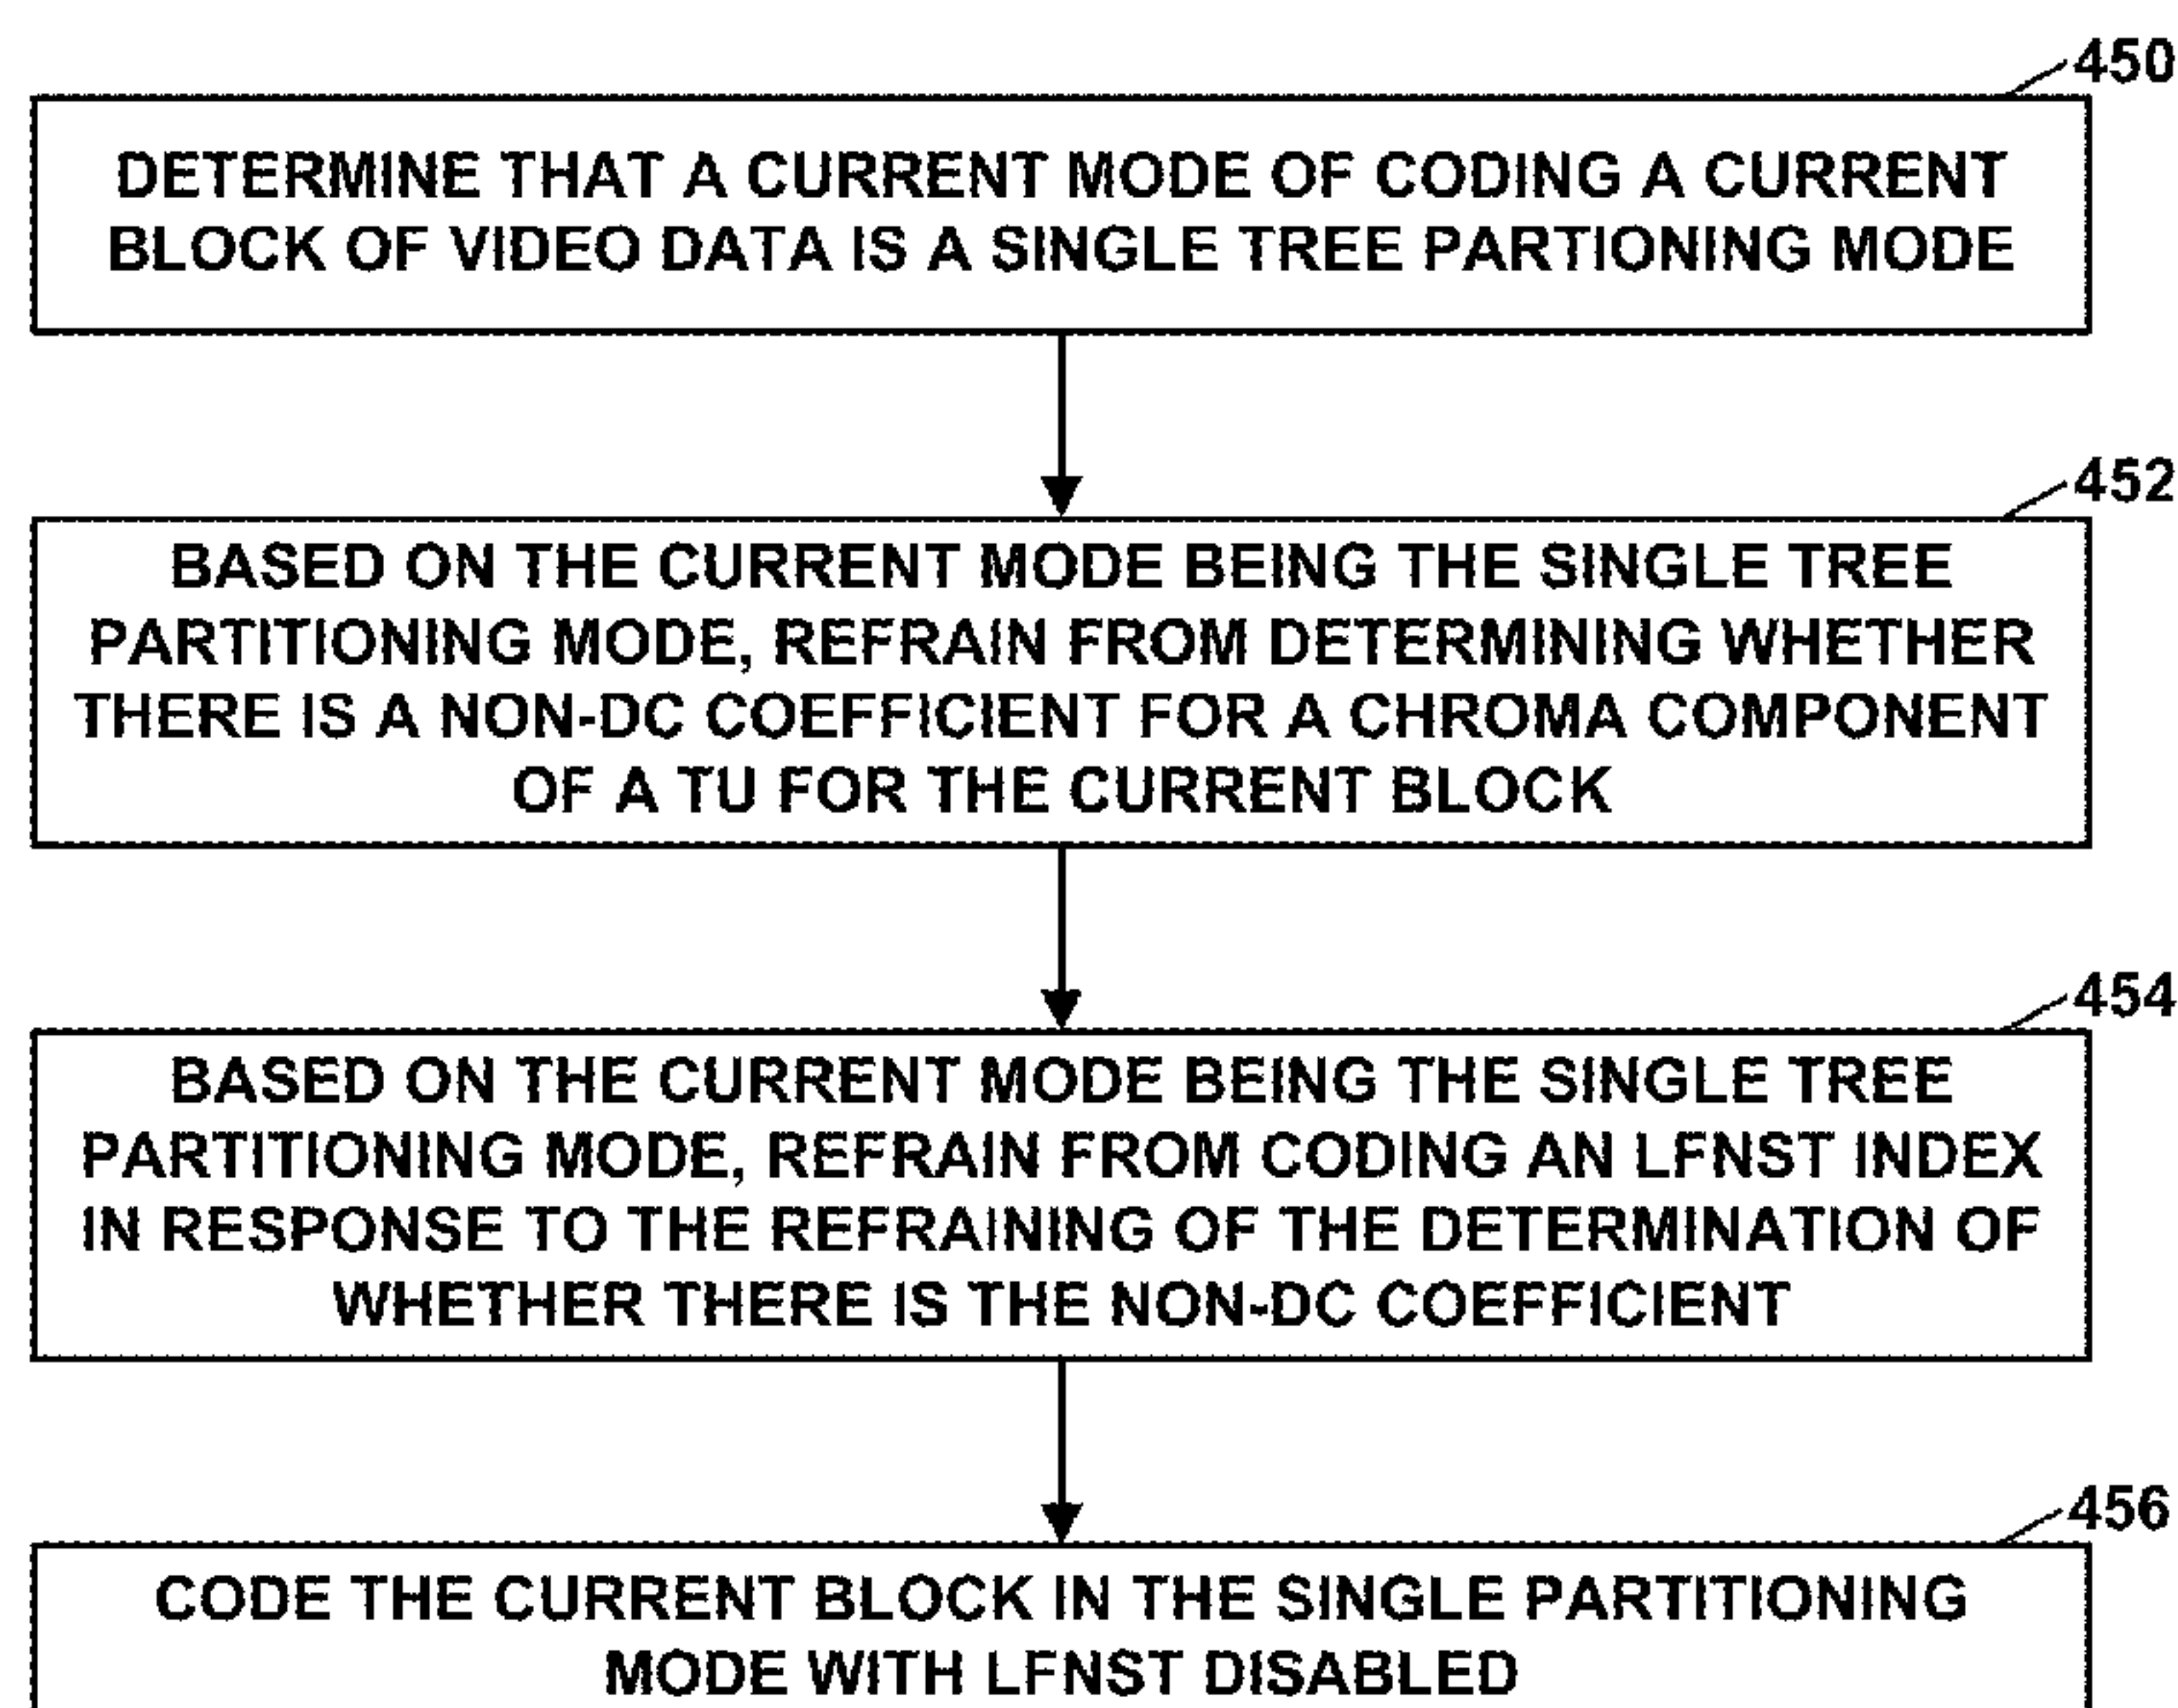 450
DETERMINE THAT A CURRENT MODE OF CODING A CURRENT
BLOCK OF VIDEO DATA IS A SINGLE TREE PARTIONING MODE
452
BASED ON THE CURRENT MODE BEING THE SINGLE TREE
PARTITIONING MODE, REFRAIN FROM DETERMINING WHETHER
THERE IS A NON-DC COEFFICIENT FOR A CHROMA COMPONENT
OF A TU FOR THE CURRENT BLOCK
454
BASED ON THE CURRENT MODE BEING THE SINGLE TREE
PARTITIONING MODE, REFRAIN FROM CODING AN LFNST INDEX
IN RESPONSE TO THE REFRAINING OF THE DETERMINATION OF
WHETHER THERE IS THE NON-DC COEFFICIENT
456
CODE THE CURRENT BLOCK IN THE SINGLE PARTITIONING
MODE WITH LFNST DISABLED